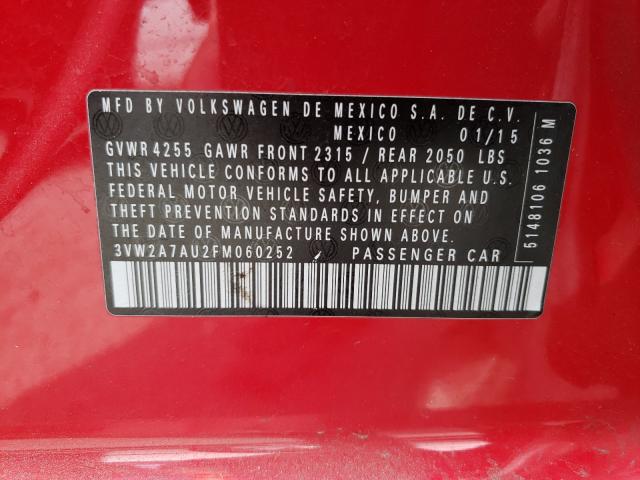 MFD BY VOLKSWAGEN DE MEXICO S.A. DE C.V.
MEXICO 01/15
GVWR 4255 GAWR FRONT 2315 / REAR 2050 LBS
THIS VEHICLE CONFORMS TO ALL APPLICABLE U.S.
FEDERAL MOTOR VEHICLE SAFETY, BUMPER AND
THEFT PREVENTION STANDARDS IN EFFECT ON
THE DATE OF MANUFACTURE SHOWN ABOVE.
3VW2A7AU2FM060252 PASSENGER CAR
5148106 1036 M